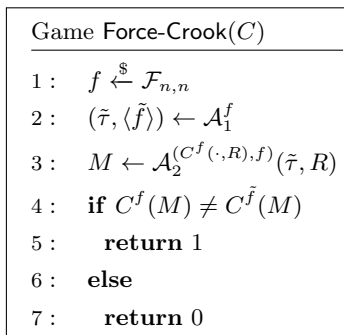 Game Force-Crook(C)
1 : f ←$ F_{n,n}
2 : (τ̃, ⟨f̃⟩) ← A_1^f
3 : M ← A_2^{(C^f(·,R),f)}(τ̃, R)
4 : if C^f(M) ≠ C^{f̃}(M)
5 : return 1
6 : else
7 : return 0